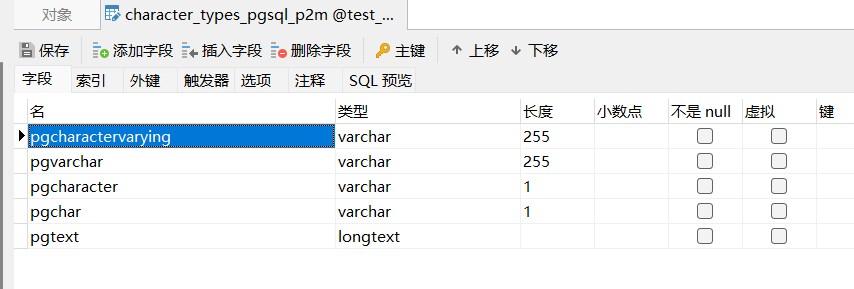 对象 character_types_pgsql_p2m @test_...
保存 添加字段 插入字段 删除字段 主键 上移 下移
字段 索引 外键 触发器 选项 注释 SQL 预览
名 类型 长度 小数点 不是 null 虚拟 键
pgcharactervarying varchar 255
pgvarchar varchar 255
pgcharacter varchar 1
pgchar varchar 1
pgtext longtext